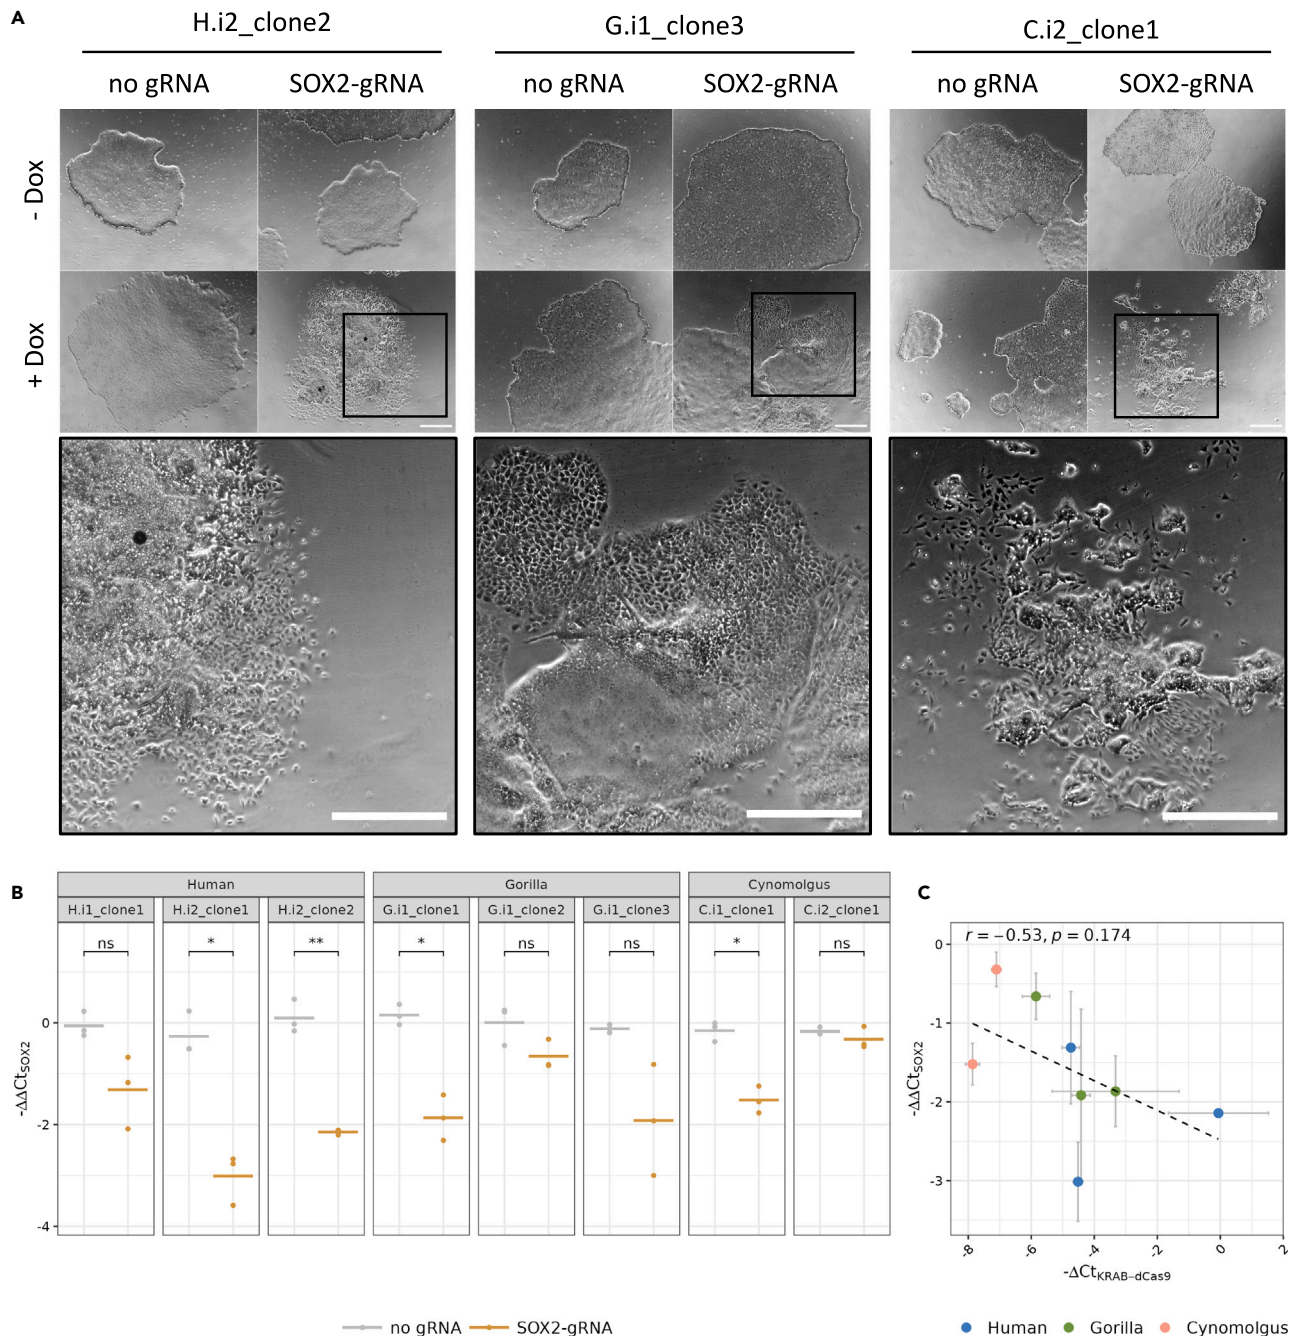 A
H.i2_clone2 G.i1_clone3 C.i2_clone1
no gRNA SOX2-gRNA no gRNA SOX2-gRNA no gRNA SOX2-gRNA
- Dox
+ Dox
B
Human Gorilla Cynomolgus
H.i1_clone1 H.i2_clone1 H.i2_clone2 G.i1_clone1 G.i1_clone2 G.i1_clone3 C.i1_clone1 C.i2_clone1
ns * ** * ns ns * ns
0
-2
-4
-ΔΔCtSOX2
no gRNA SOX2-gRNA
C
r = −0.53, p = 0.174
0
-1
-2
-3
-ΔΔCtSOX2
-8 -6 -4 -2 0 2
-ΔCtKRAB−dCas9
Human Gorilla Cynomolgus